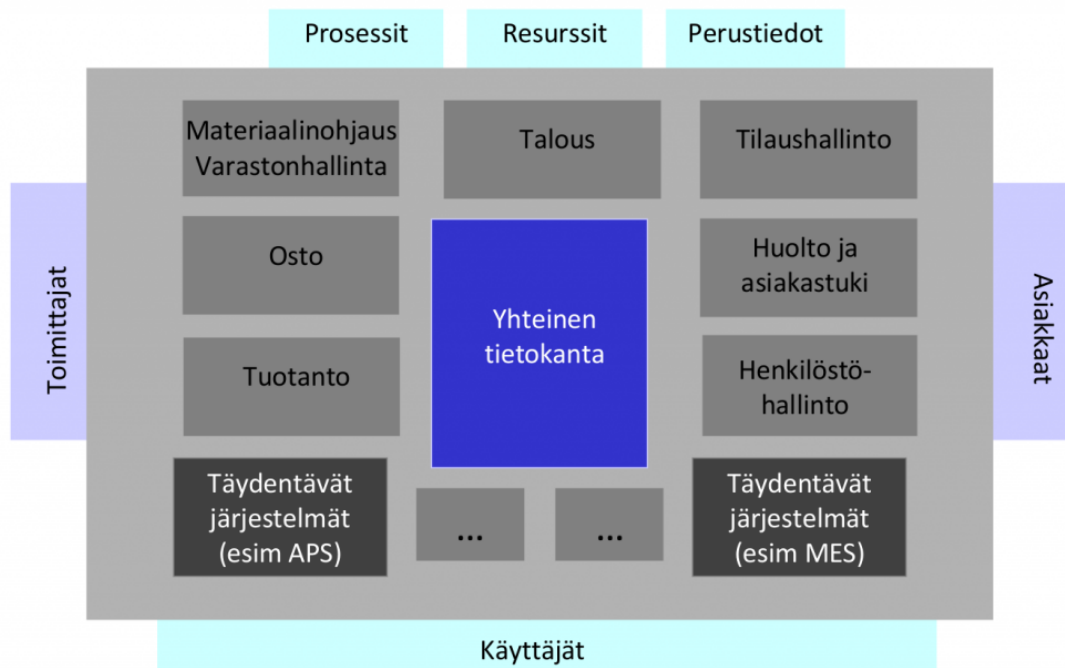 Prosessit
Resurssit
Perustiedot
Materiaalinohjaus
Varastonhallinta
Talous
Tilaushallinto
Toimittajat
Osto
Yhteinen
tietokanta
Huolto ja
asiakastuki
Asiakkaat
Tuotanto
Henkilöstö-
hallinto
Täydentävät
järjestelmät
(esim APS)
...
...
Täydentävät
järjestelmät
(esim MES)
Käyttäjät